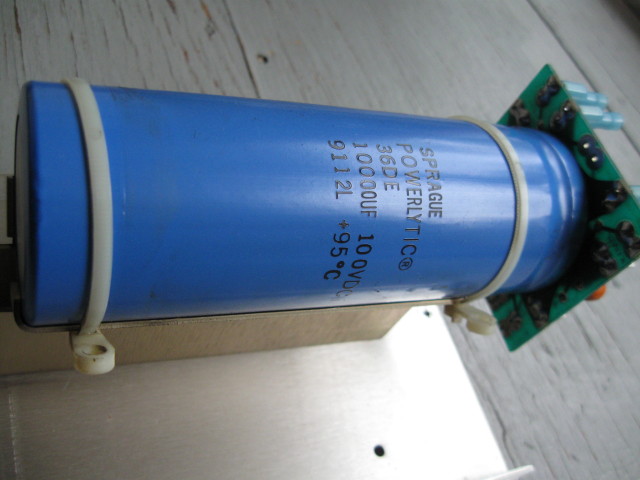 SPRAGUE
POWERLYTIC®
36DE
10000UF 100VDC
9112L +95°C